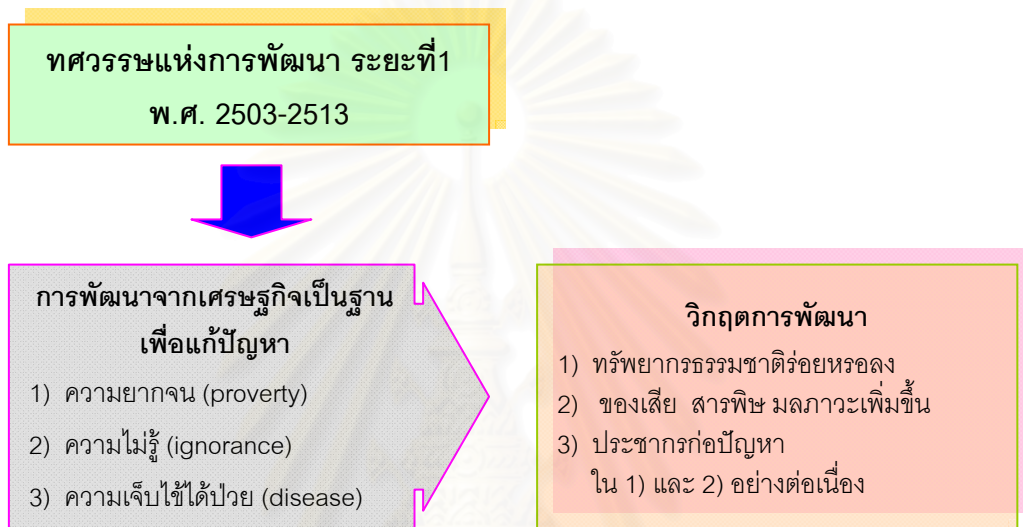 ทศวรรษแห่งการพัฒนา ระยะที่1
พ.ศ. 2503-2513
การพัฒนาจากเศรษฐกิจเป็นฐาน
เพื่อแก้ปัญหา
1) ความยากจน (proverty)
2) ความไม่รู้ (ignorance)
3) ความเจ็บไข้ได้ป่วย (disease)
วิกฤตการพัฒนา
1) ทรัพยากรธรรมชาติร่อยหรอลง
2) ของเสีย สารพิษ มลภาวะเพิ่มขึ้น
3) ประชากรก่อปัญหา
ใน 1) และ 2) อย่างต่อเนื่อง